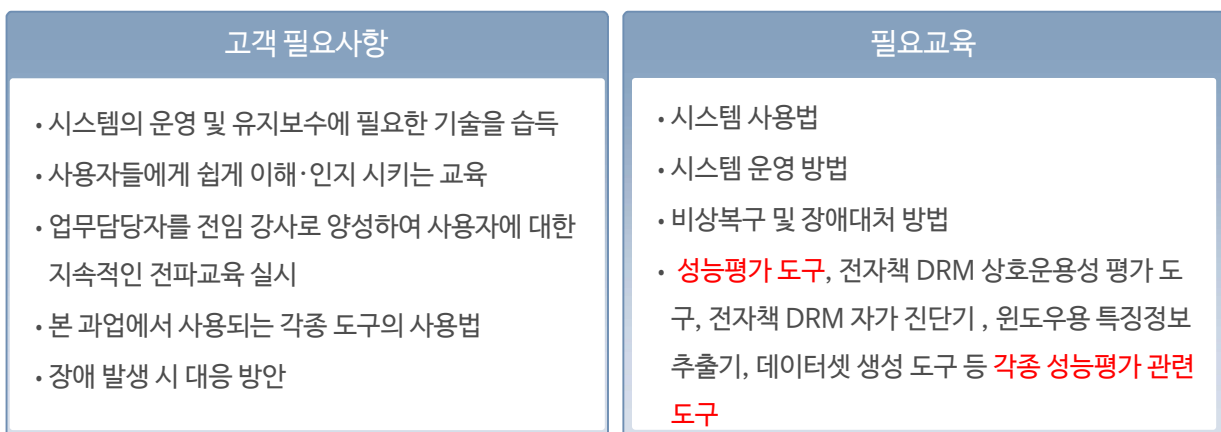 고객 필요사항
• 시스템의 운영 및 유지보수에 필요한 기술을 습득
• 사용자들에게 쉽게 이해·인지 시키는 교육
• 업무담당자를 전임 강사로 양성하여 사용자에 대한
지속적인 전파교육 실시
• 본 과업에서 사용되는 각종 도구의 사용법
• 장애 발생 시 대응 방안
필요교육
• 시스템 사용법
• 시스템 운영 방법
• 비상복구 및 장애대처 방법
• 성능평가 도구, 전자책 DRM 상호운용성 평가 도
구, 전자책 DRM 자가 진단기 , 윈도우용 특징정보
추출기, 데이터셋 생성 도구 등 각종 성능평가 관련
도구